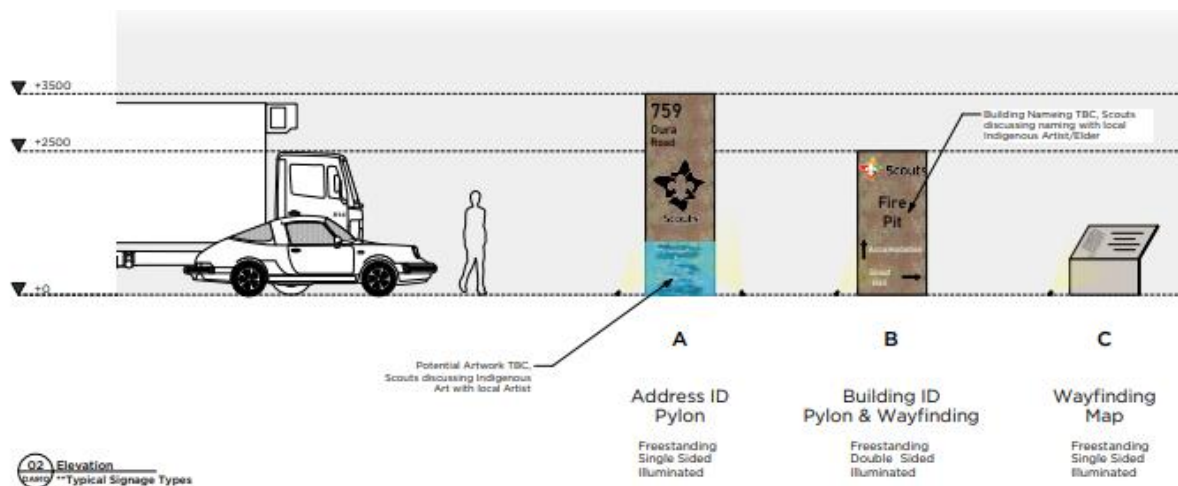 +3500
759
Oura
Road
Building Nameing TBC, Scouts
discussing naming with local
Indigenous Artist/Elder
+2500
Scouts
Fire
Pit
Scouts
Accomodation
+0
A
B
C
Potential Artwork TBC,
Scouts discussing Indigenous
Art with local Artist
Address ID
Pylon
Building ID
Pylon & Wayfinding
Wayfinding
Map
Freestanding
Single Sided
Illuminated
Freestanding
Double Sided
Illuminated
Freestanding
Single Sided
Illuminated
02 Elevation
**Typical Signage Types